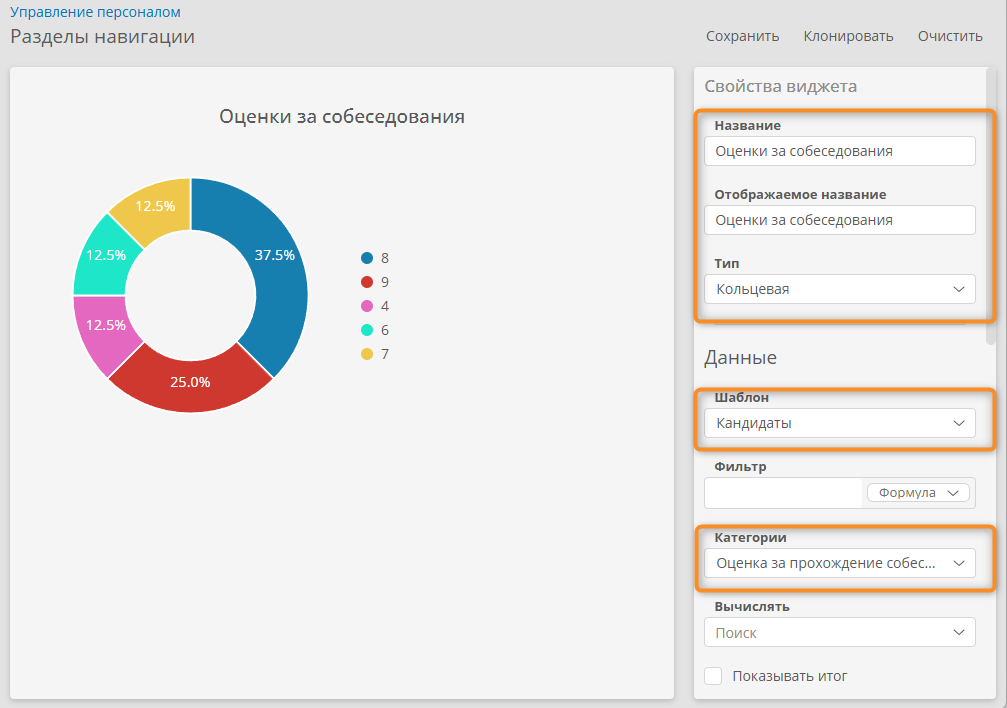 Управление персоналом
Разделы навигации
Сохранить Клонировать Очистить
Оценки за собеседования
12.5%
37.5%
12.5%
12.5%
25.0%
8
9
4
6
7
Свойства виджета
Название
Оценки за собеседования
Отображаемое название
Оценки за собеседования
Тип
Кольцевая
Данные
Шаблон
Кандидаты
Фильтр
Формула
Категории
Оценка за прохождение собес...
Вычислять
Поиск
Показывать итог